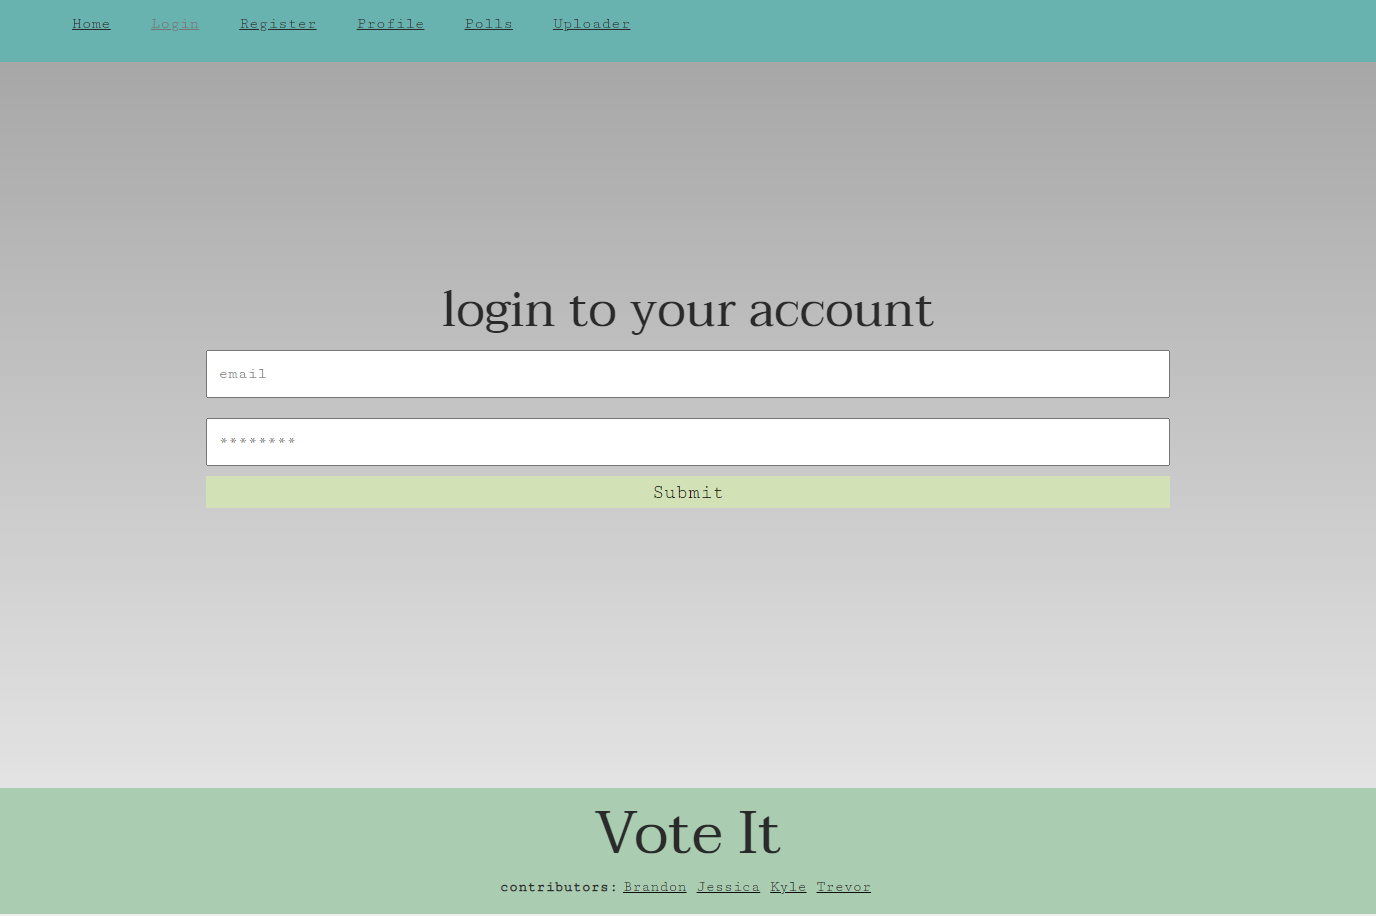 Home Login Register Profile Polls Uploader
login to your account
email
********
Submit
Vote It
contributors: Brandon Jessica Kyle Trevor